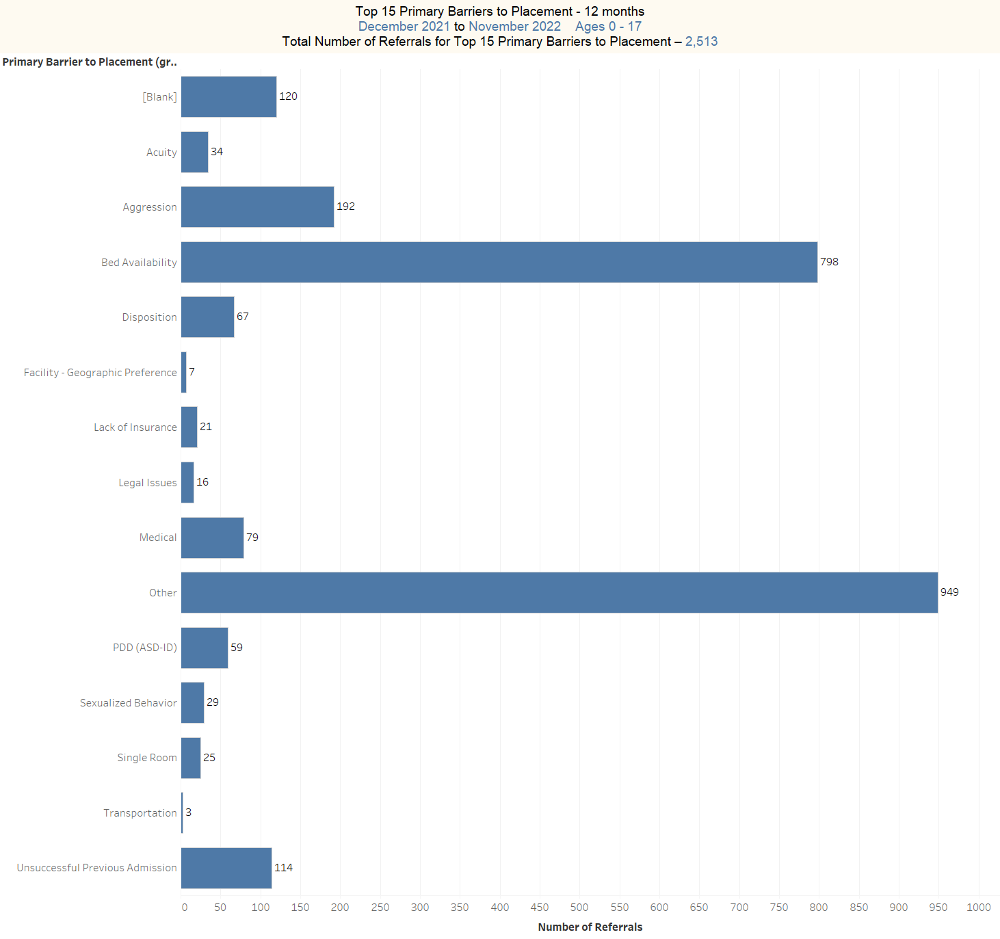 Top 15 Primary Barriers to Placement - 12 months
December 2021 to November 2022 Ages 0 - 17
Total Number of Referrals for Top 15 Primary Barriers to Placement – 2,513
Primary Barrier to Placement (gr..
[Blank] 120
Acuity 34
Aggression 192
Bed Availability 798
Disposition 67
Facility - Geographic Preference 7
Lack of Insurance 21
Legal Issues 16
Medical 79
Other 949
PDD (ASD-ID) 59
Sexualized Behavior 29
Single Room 25
Transportation 3
Unsuccessful Previous Admission 114
0 50 100 150 200 250 300 350 400 450 500 550 600 650 700 750 800 850 900 950 1000
Number of Referrals